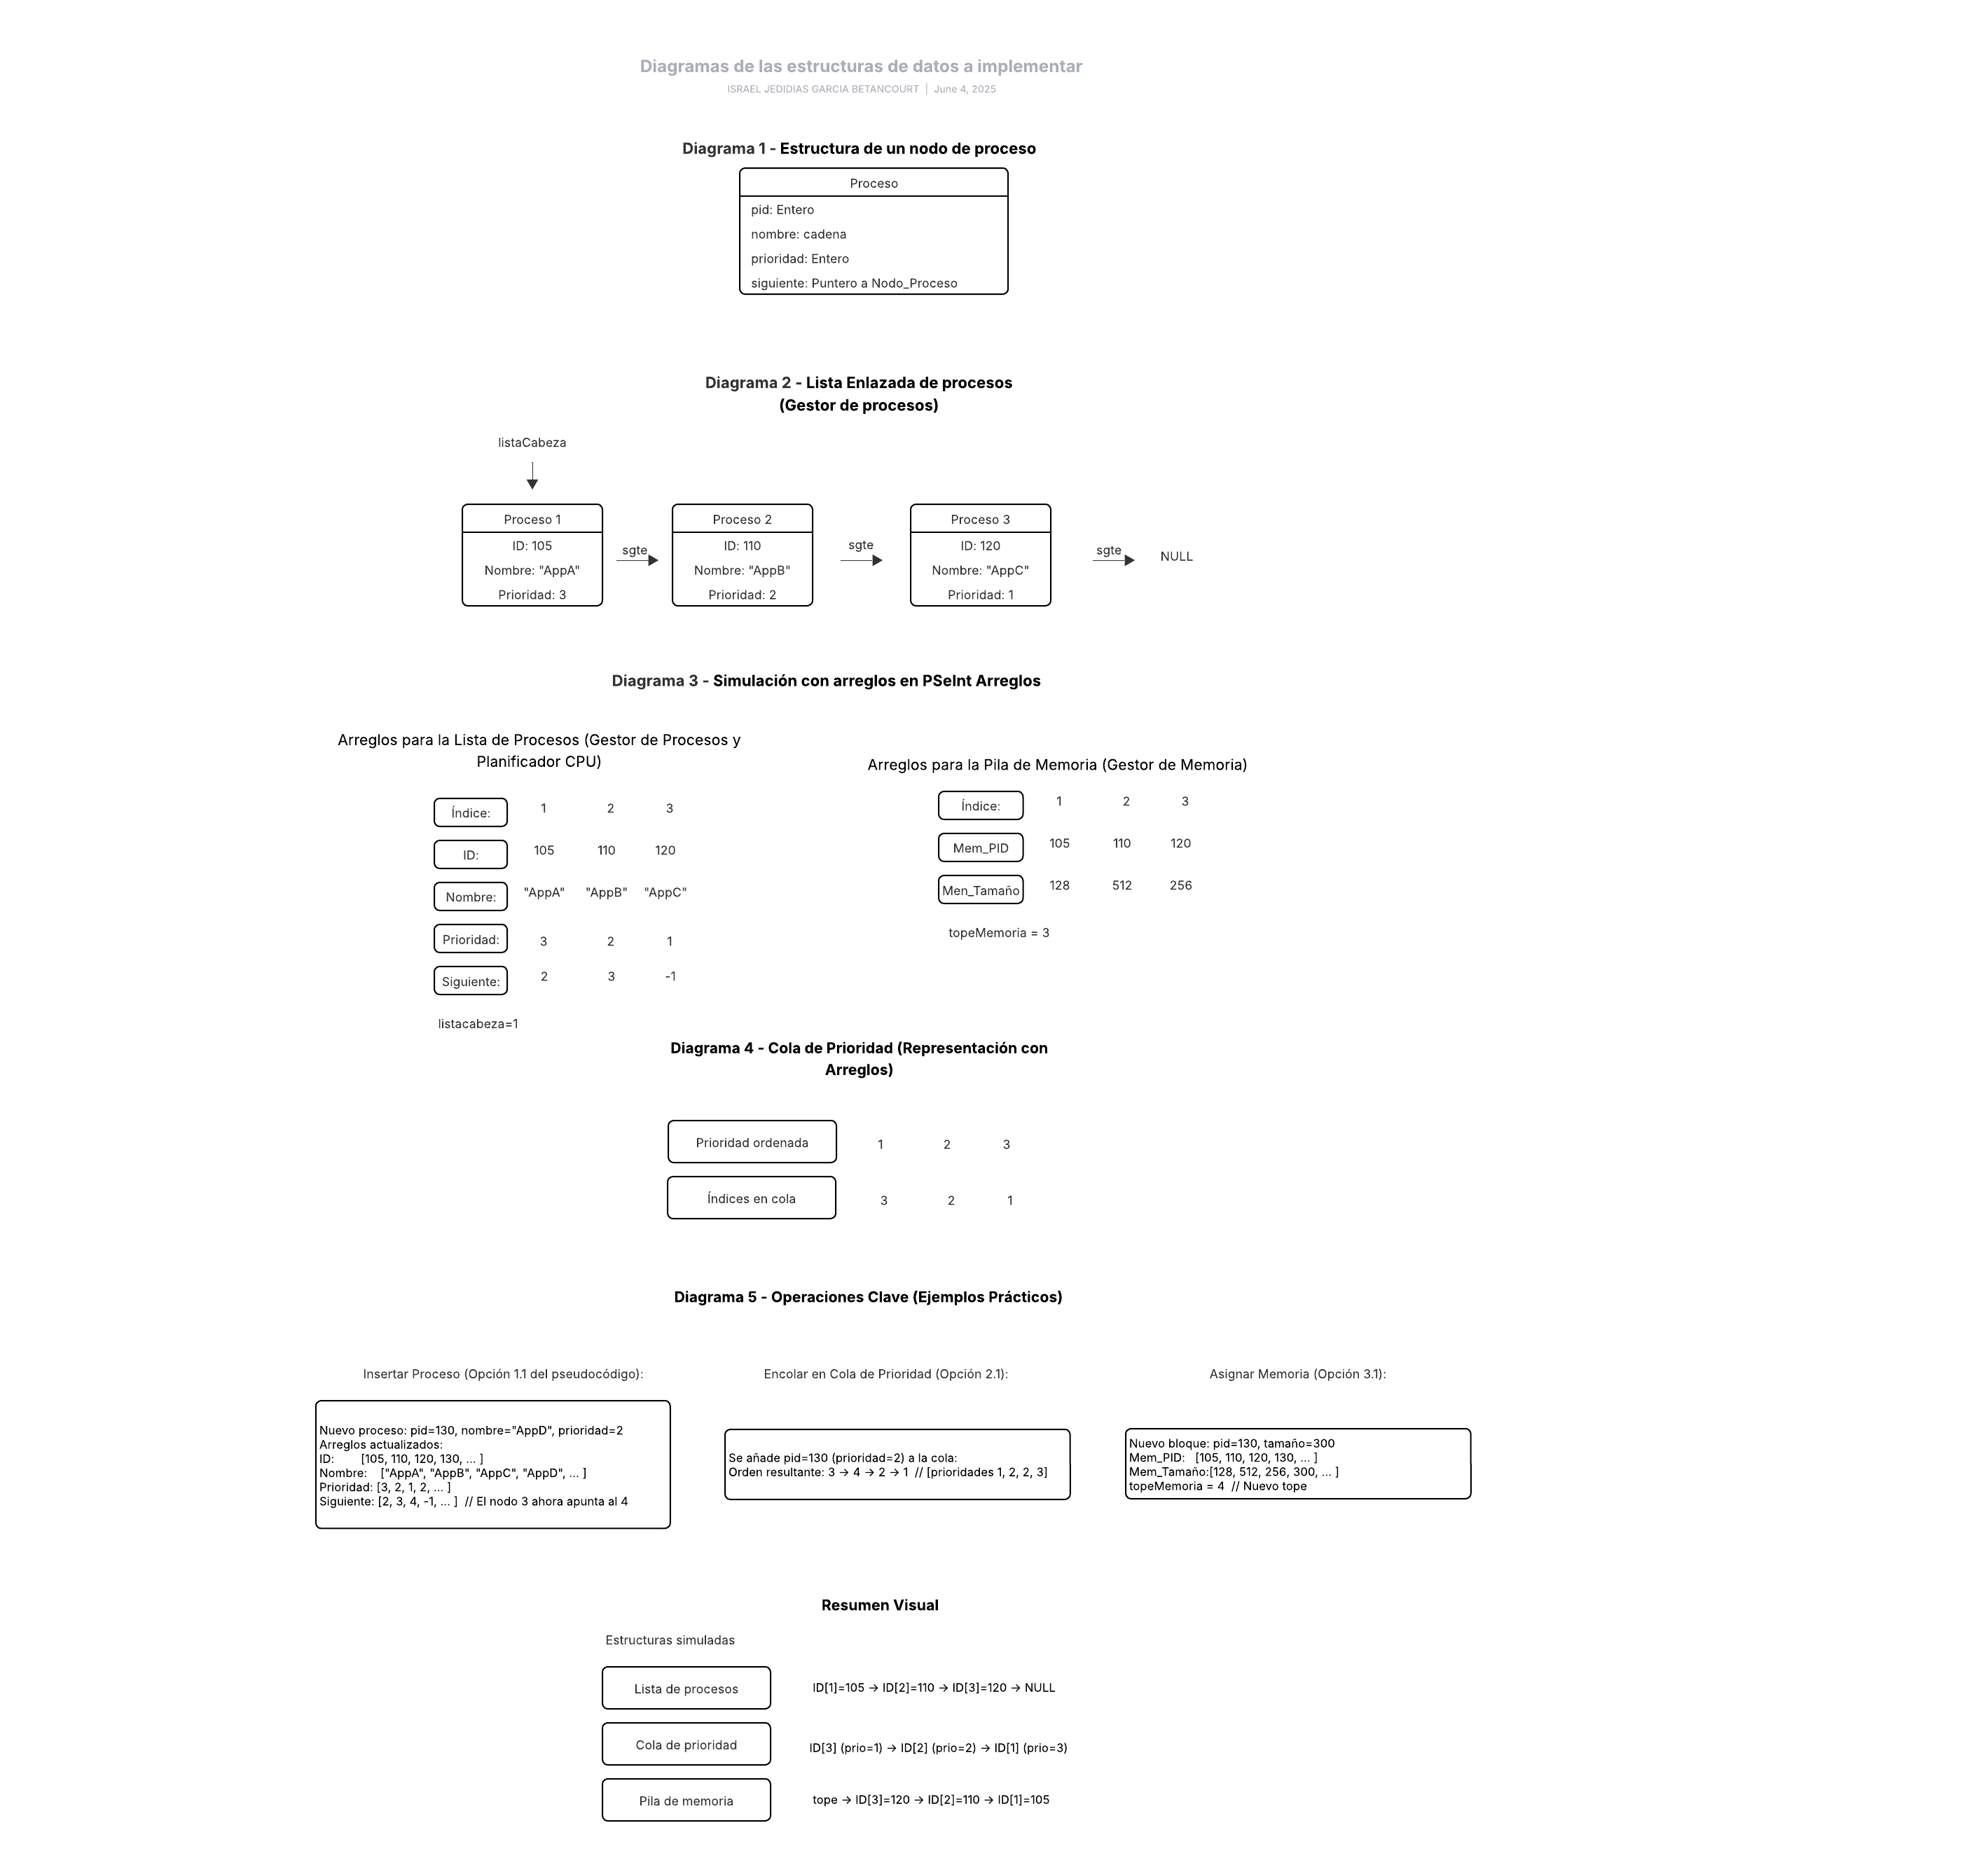 Diagramas de las estructuras de datos a implementar
ISRAEL JEDIDIAS GARCIA BETANCOURT | June 4, 2025
Diagrama 1 - Estructura de un nodo de proceso
Proceso
pid: Entero
nombre: cadena
prioridad: Entero
siguiente: Puntero a Nodo_Proceso
Diagrama 2 - Lista Enlazada de procesos
(Gestor de procesos)
listaCabeza
Proceso 1
ID: 105
Nombre: "AppA"
Prioridad: 3
sgte
Proceso 2
ID: 110
Nombre: "AppB"
Prioridad: 2
sgte
Proceso 3
ID: 120
Nombre: "AppC"
Prioridad: 1
sgte
NULL
Diagrama 3 - Simulación con arreglos en PSeInt Arreglos
Arreglos para la Lista de Procesos (Gestor de Procesos y
Planificador CPU)
Índice: 1 2 3
ID: 105 110 120
Nombre: "AppA" "AppB" "AppC"
Prioridad: 3 2 1
Siguiente: 2 3 -1
listacabeza=1
Arreglos para la Pila de Memoria (Gestor de Memoria)
Índice: 1 2 3
Mem_PID 105 110 120
Men_Tamaño 128 512 256
topeMemoria = 3
Diagrama 4 - Cola de Prioridad (Representación con
Arreglos)
Prioridad ordenada 1 2 3
Índices en cola 3 2 1
Diagrama 5 - Operaciones Clave (Ejemplos Prácticos)
Insertar Proceso (Opción 1.1 del pseudocódigo):
Nuevo proceso: pid=130, nombre="AppD", prioridad=2
Arreglos actualizados:
ID: [105, 110, 120, 130, ... ]
Nombre: ["AppA", "AppB", "AppC", "AppD", ... ]
Prioridad: [3, 2, 1, 2, ... ]
Siguiente: [2, 3, 4, -1, ... ] // El nodo 3 ahora apunta al 4
Encolar en Cola de Prioridad (Opción 2.1):
Se añade pid=130 (prioridad=2) a la cola:
Orden resultante: 3 → 4 → 2 → 1 // [prioridades 1, 2, 2, 3]
Asignar Memoria (Opción 3.1):
Nuevo bloque: pid=130, tamaño=300
Mem_PID: [105, 110, 120, 130, ... ]
Mem_Tamaño:[128, 512, 256, 300, ... ]
topeMemoria = 4 // Nuevo tope
Resumen Visual
Estructuras simuladas
Lista de procesos ID[1]=105 → ID[2]=110 → ID[3]=120 → NULL
Cola de prioridad ID[3] (prio=1) → ID[2] (prio=2) → ID[1] (prio=3)
Pila de memoria tope → ID[3]=120 → ID[2]=110 → ID[1]=105